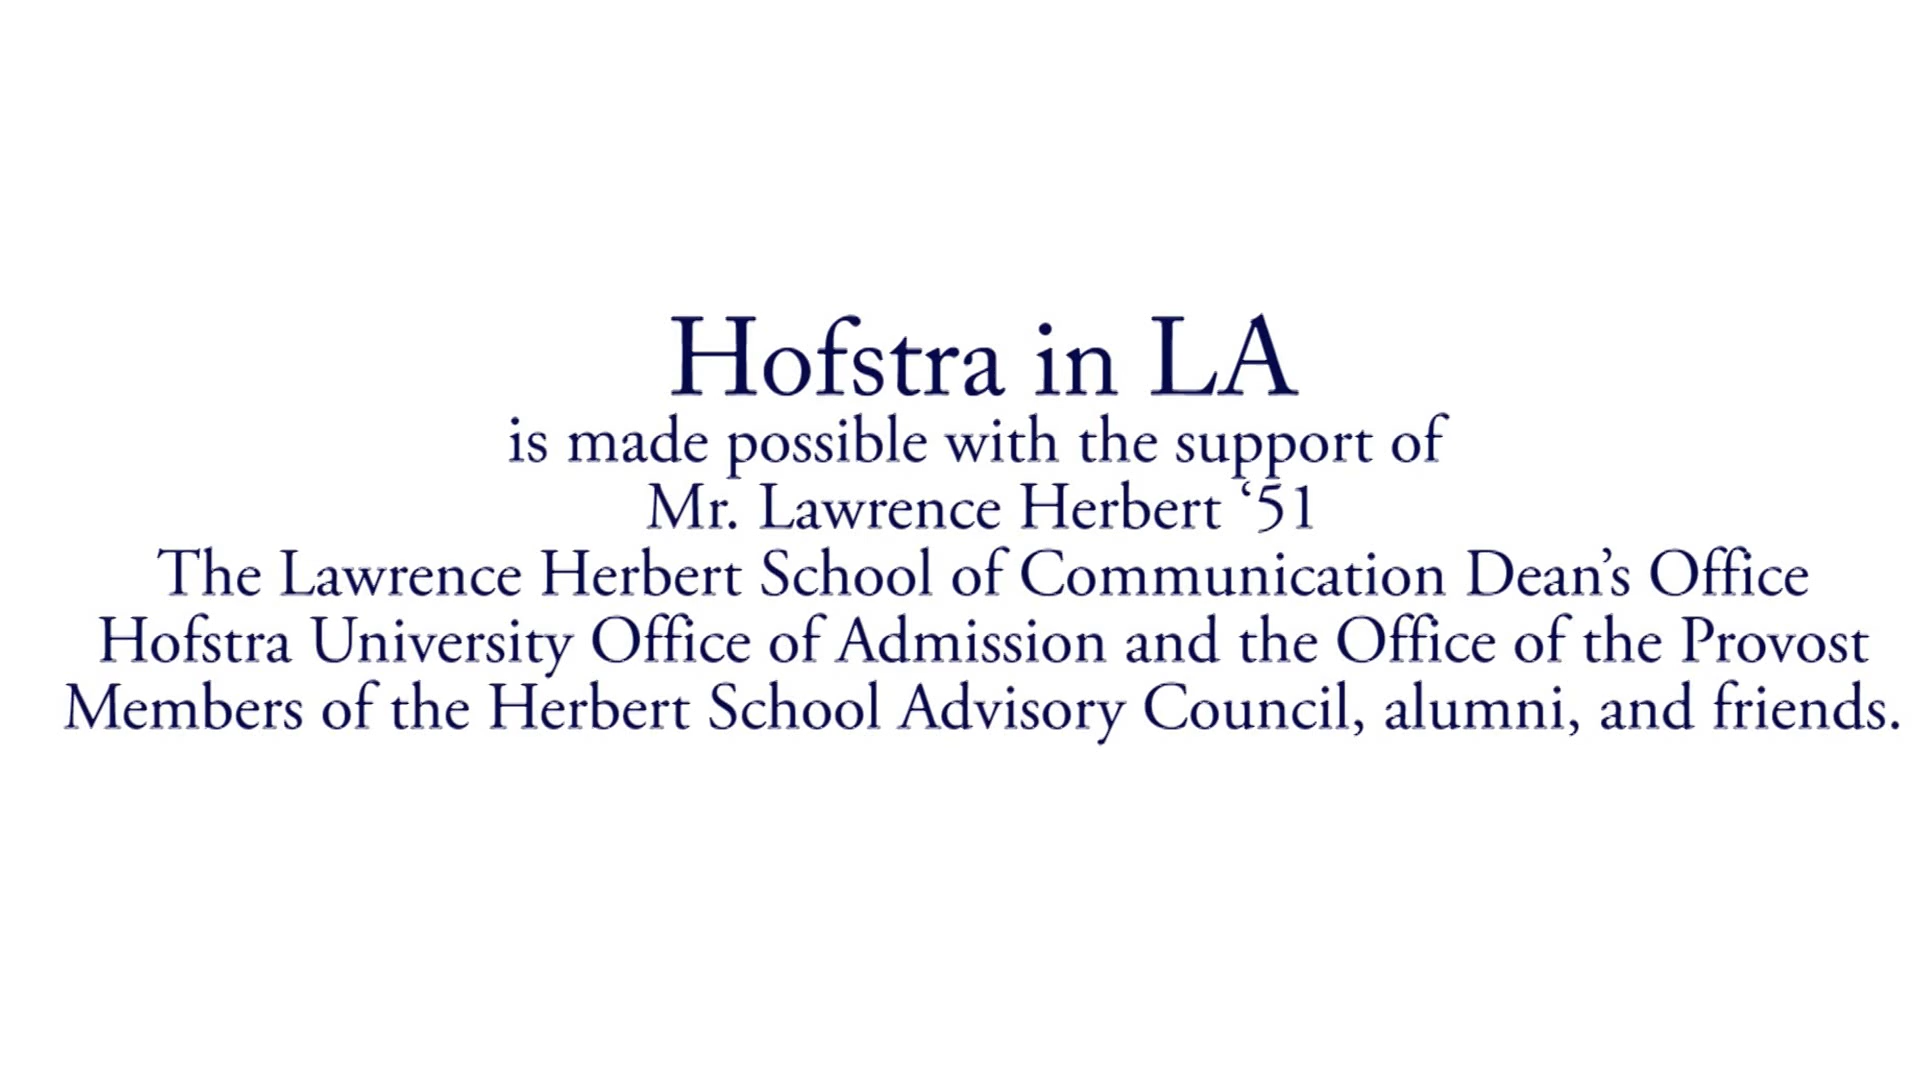 Hofstra in LA
is made possible with the support of
Mr. Lawrence Herbert ‘51
The Lawrence Herbert School of Communication Dean’s Office
Hofstra University Office of Admission and the Office of the Provost
Members of the Herbert School Advisory Council, alumni, and friends.